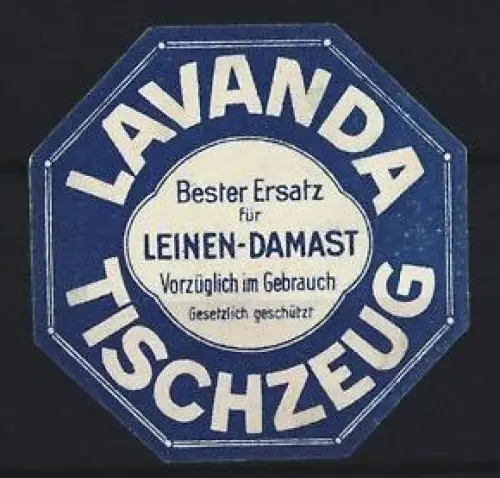 LAVANDA
Bester Ersatz
für
LEINEN-DAMAST
Vorzüglich im Gebrauch
Gesetzlich geschützt
TISCHZEUG